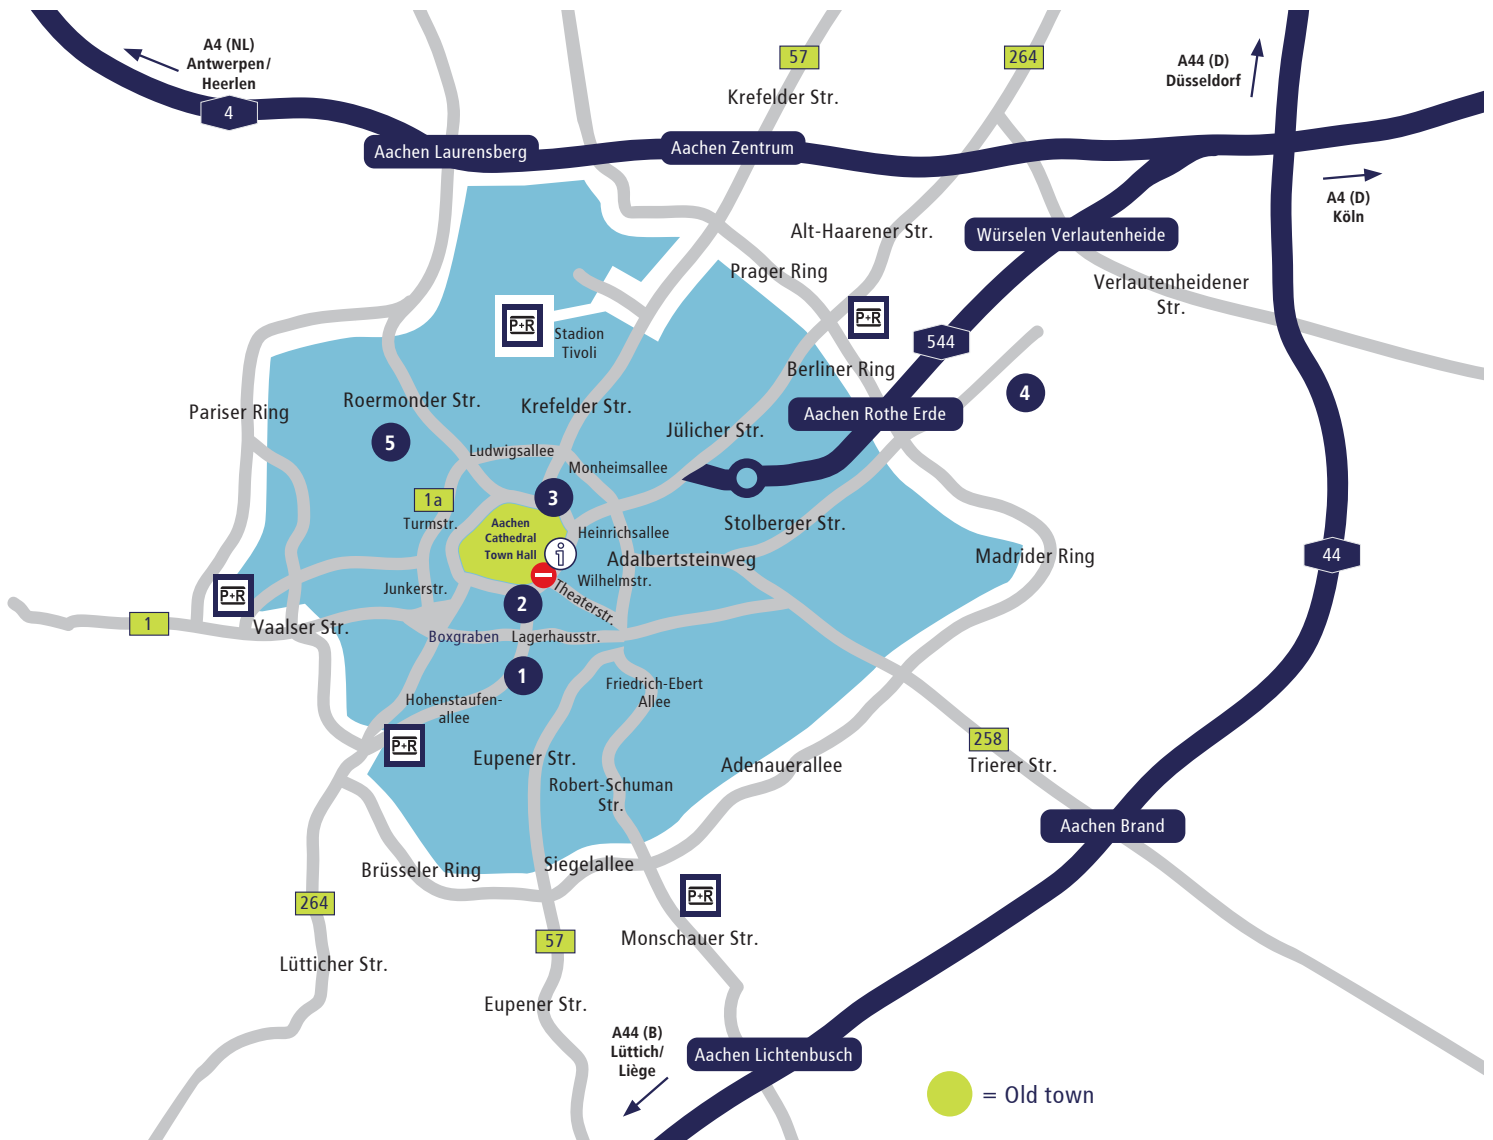 A4 (NL)
Antwerpen/
Heerlen
4
57
264
A44 (D)
Düsseldorf
Krefelder Str.
Aachen Laurensberg
Aachen Zentrum
A4 (D)
Köln
Alt-Haarener Str.
Würselen Verlautenheide
Prager Ring
Verlautenheidener
Str.
P+R
Stadion
Tivoli
P+R
544
Berliner Ring
Pariser Ring
Roermonder Str.
Krefelder Str.
Aachen Rothe Erde
4
5
Jülicher Str.
Ludwigsallee
Monheimsallee
1a
3
Turmstr.
Aachen
Cathedral
Town Hall
i
Heinrichsallee
Stolberger Str.
Adalbertsteinweg
Madrider Ring
44
Junkerstr.
Wilhelmstr.
Theaterstr.
P+R
2
1
Vaalser Str.
Boxgraben
Lagerhausstr.
1
Hohenstaufen-
allee
Friedrich-Ebert
Allee
P+R
Eupener Str.
Adenauerallee
258
Trierer Str.
Robert-Schuman
Str.
Aachen Brand
Brüsseler Ring
Siegelallee
264
P+R
57
Monschauer Str.
Lütticher Str.
Eupener Str.
A44 (B)
Lüttich/
Liège
Aachen Lichtenbusch
= Old town